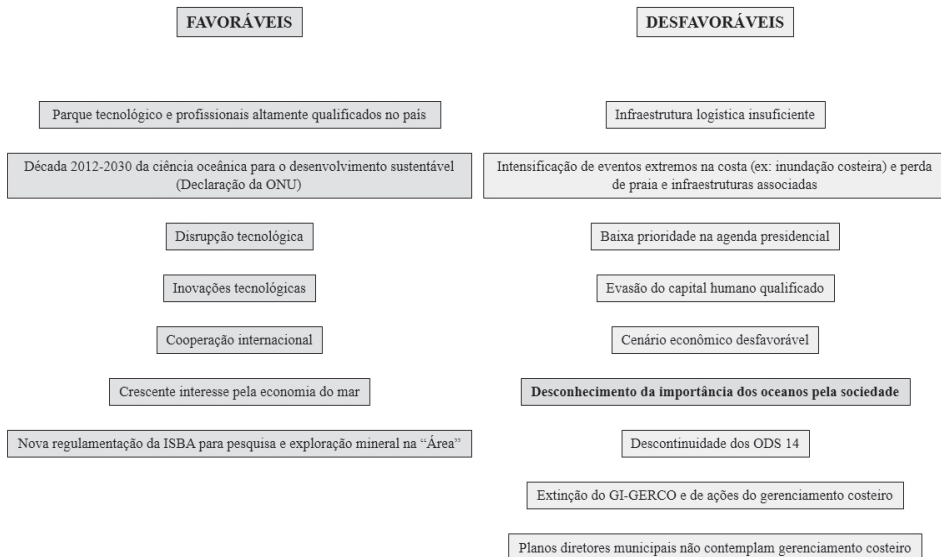 FAVORÁVEIS
Parque tecnológico e profissionais altamente qualificados no país
Década 2012-2030 da ciência oceânica para o desenvolvimento sustentável
(Declaração da ONU)
Disrupção tecnológica
Inovações tecnológicas
Cooperação internacional
Crescente interesse pela economia do mar
Nova regulamentação da ISBA para pesquisa e exploração mineral na “Área”
DESFAVORÁVEIS
Infraestrutura logística insuficiente
Intensificação de eventos extremos na costa (ex: inundação costeira) e perda
de praia e infraestruturas associadas
Baixa prioridade na agenda presidencial
Evasão do capital humano qualificado
Cenário econômico desfavorável
Desconhecimento da importância dos oceanos pela sociedade
Descontinuidade dos ODS 14
Extinção do GI-GERCO e de ações do gerenciamento costeiro
Planos diretores municipais não contemplam gerenciamento costeiro